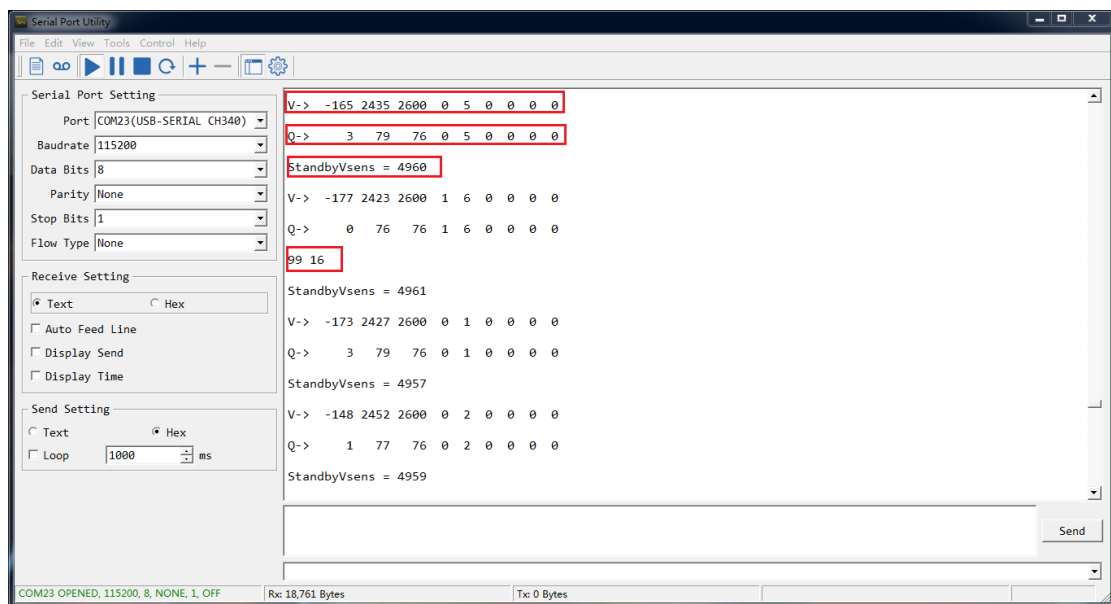 Serial Port Utility
File Edit View Tools Control Help
Serial Port Setting
Port COM23(USB-SERIAL CH340)
Baudrate 115200
Data Bits 8
Parity None
Stop Bits 1
Flow Type None
Receive Setting
Text Hex
Auto Feed Line
Display Send
Display Time
Send Setting
Text Hex
Loop 1000 ms
V-> -165 2435 2600 0 5 0 0 0 0
Q-> 3 79 76 0 5 0 0 0 0
StandbyVsens = 4960
V-> -177 2423 2600 1 6 0 0 0 0
Q-> 0 76 76 1 6 0 0 0 0
99 16
StandbyVsens = 4961
V-> -173 2427 2600 0 1 0 0 0 0
Q-> 3 79 76 0 1 0 0 0 0
StandbyVsens = 4957
V-> -148 2452 2600 0 2 0 0 0 0
Q-> 1 77 76 0 2 0 0 0 0
StandbyVsens = 4959
Send
COM23 OPENED, 115200, 8, NONE, 1, OFF Rx: 18,761 Bytes Tx: 0 Bytes